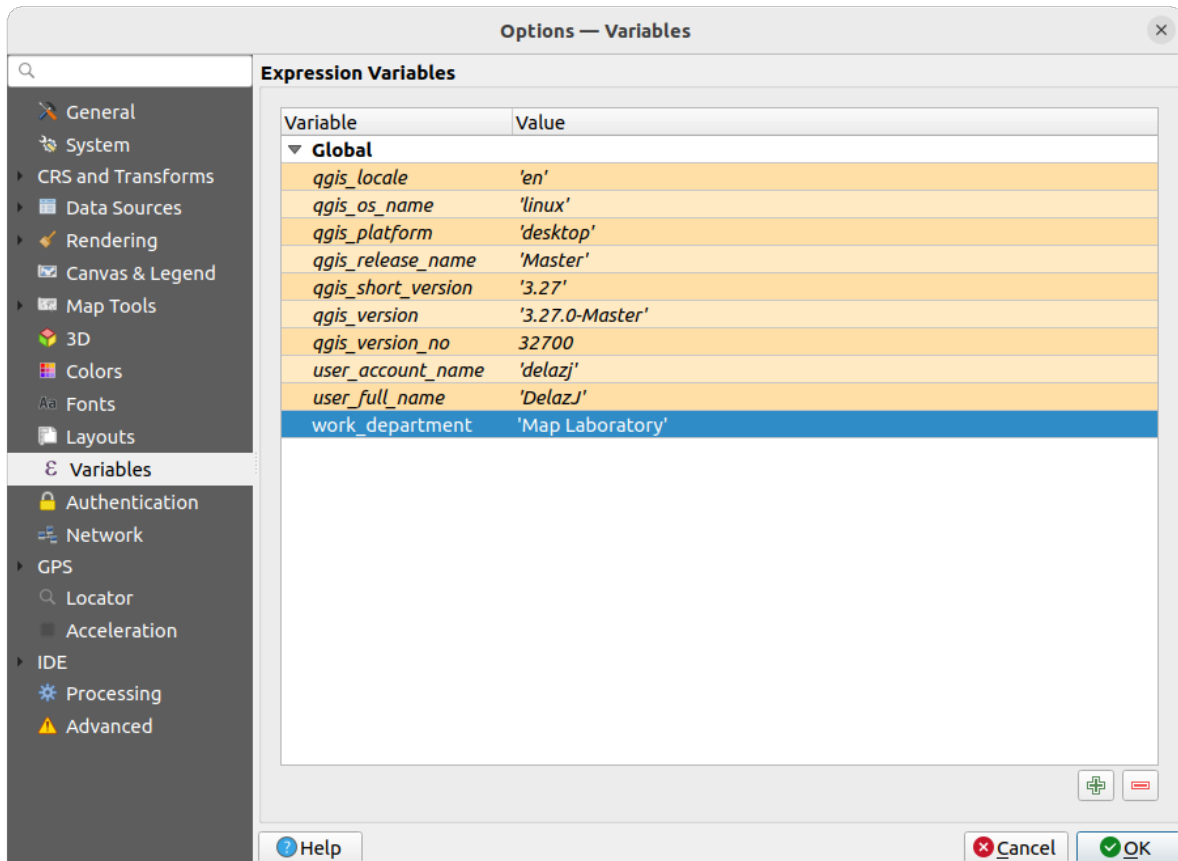 Options — Variables
General
System
CRS and Transforms
Data Sources
Rendering
Canvas & Legend
Map Tools
3D
Colors
Aa Fonts
Layouts
ε Variables
Authentication
Network
GPS
Locator
Acceleration
IDE
Processing
Advanced
Expression Variables
Variable Value
Global
qgis_locale 'en'
qgis_os_name 'linux'
qgis_platform 'desktop'
qgis_release_name 'Master'
qgis_short_version '3.27'
qgis_version '3.27.0-Master'
qgis_version_no 32700
user_account_name 'delazj'
user_full_name 'DelazJ'
work_department 'Map Laboratory'
Help Cancel OK